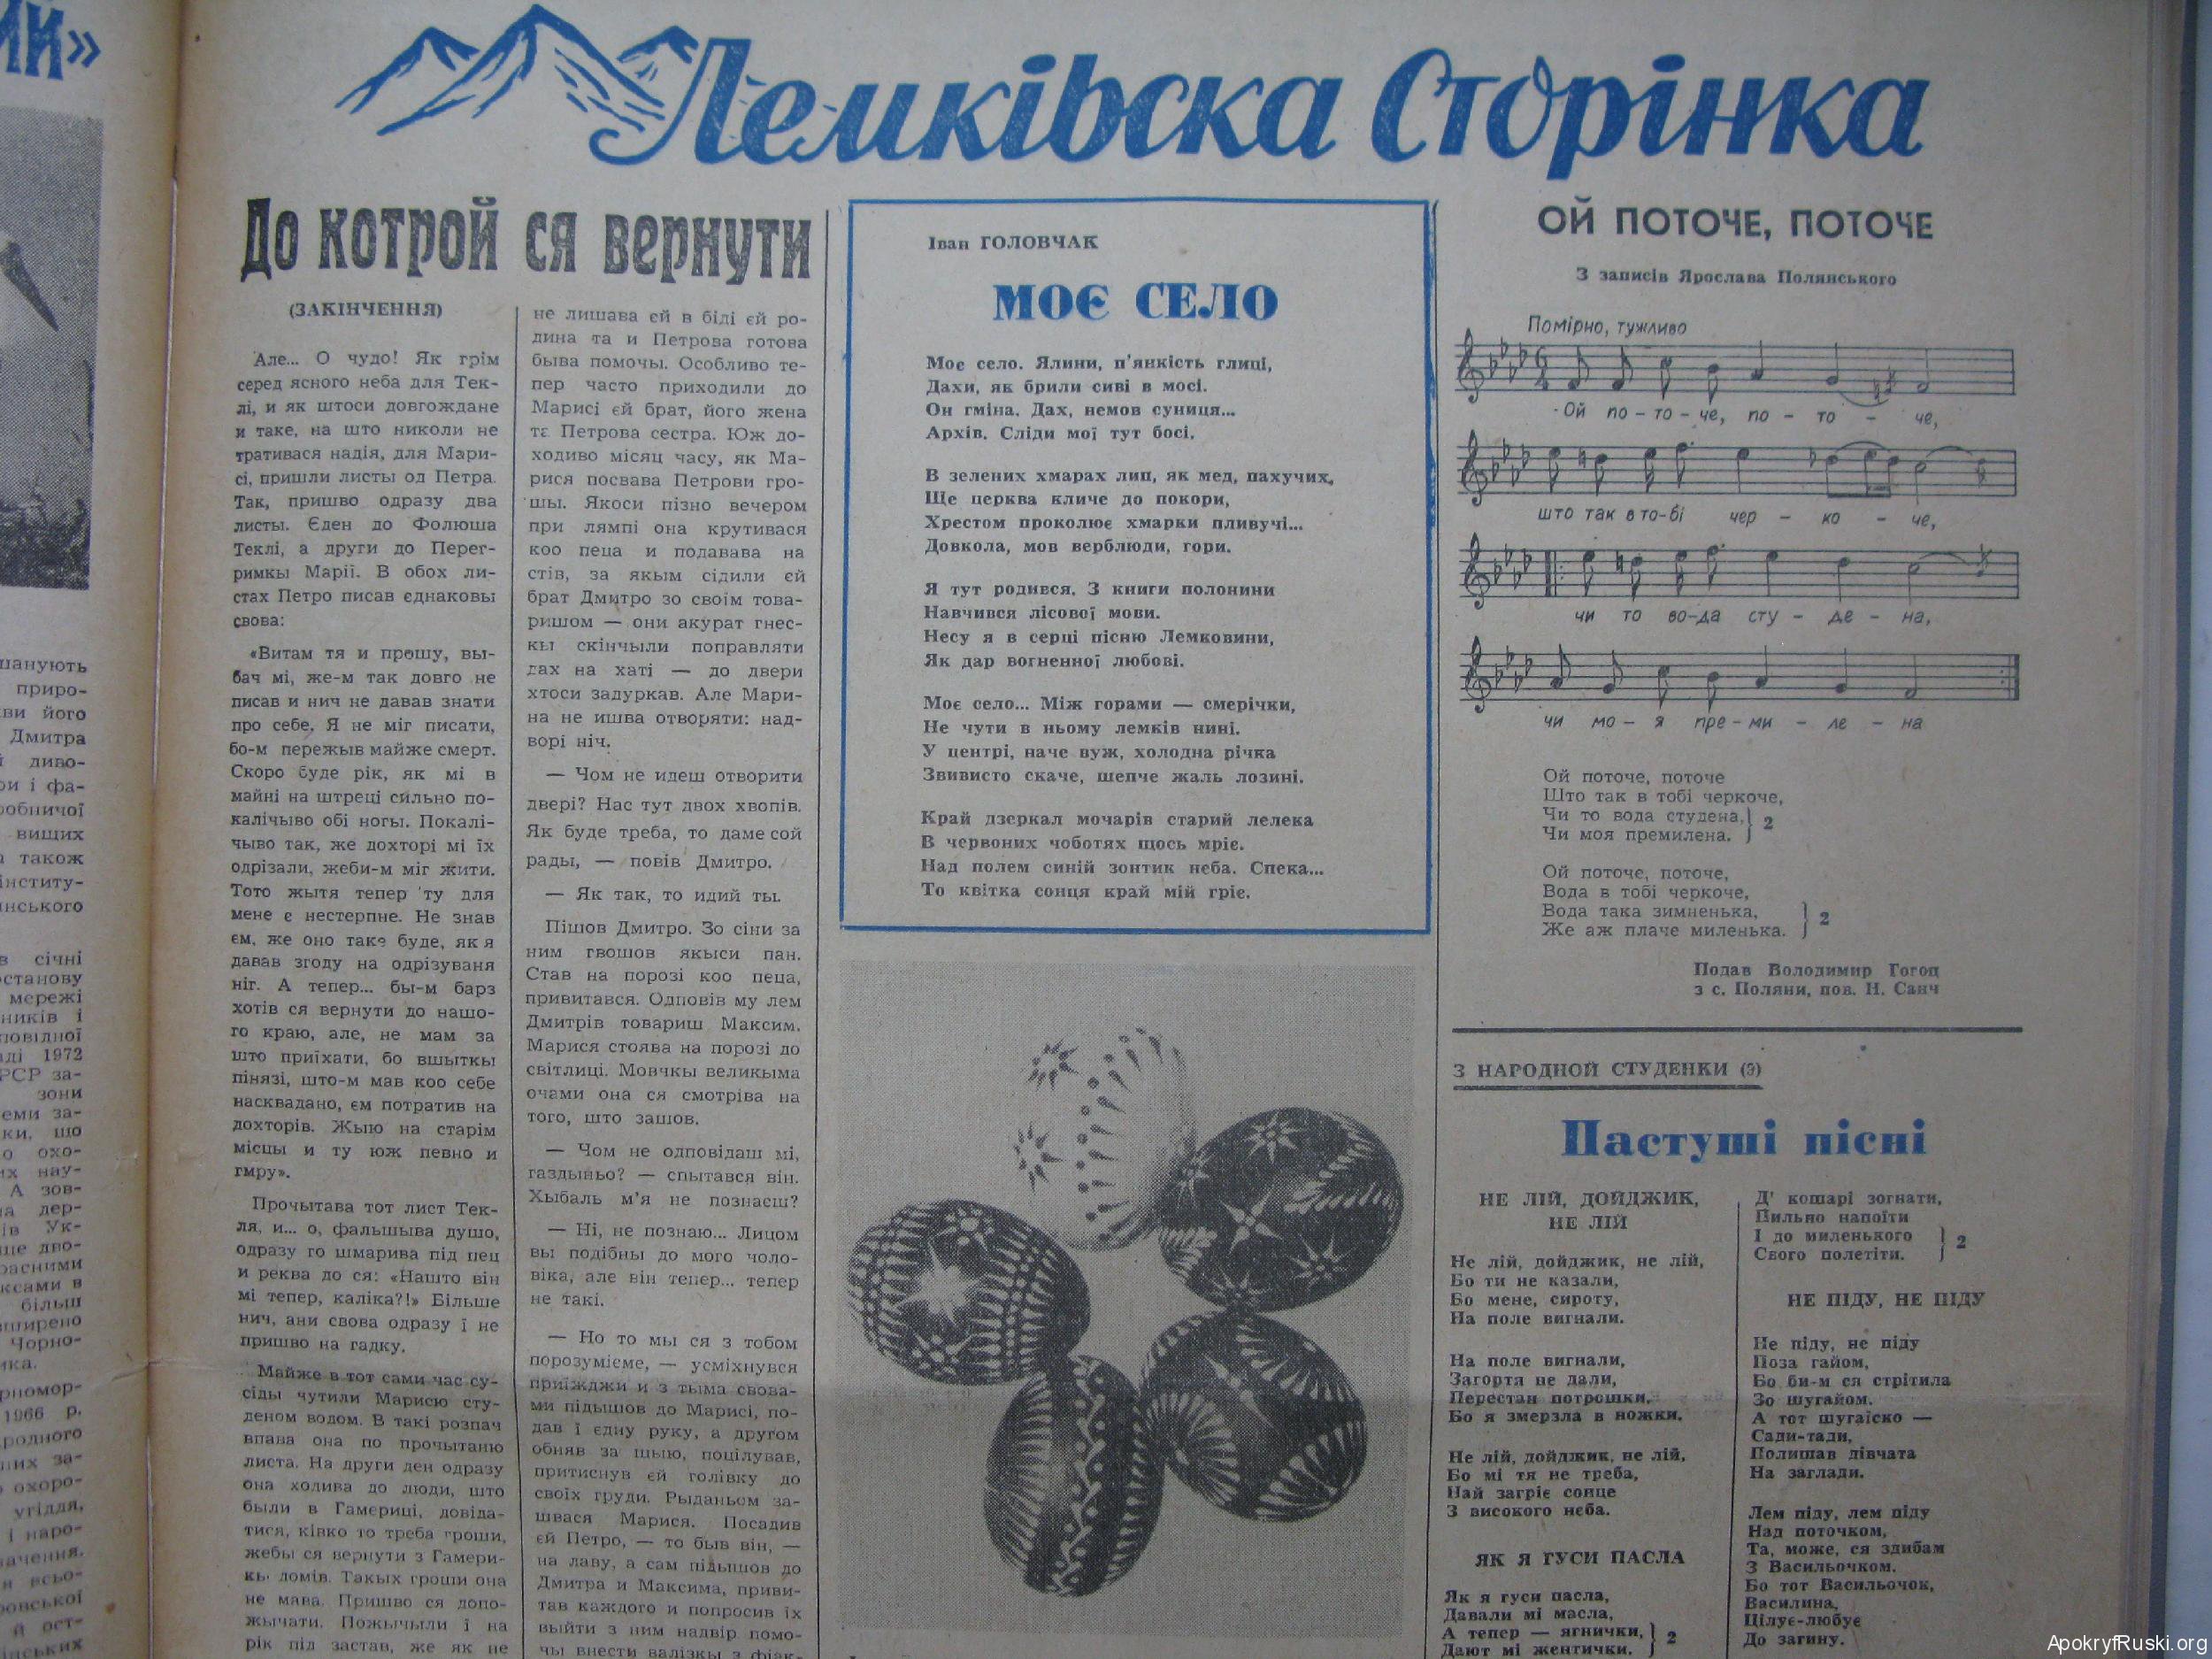 ИЙ»
Лемківска Сторінка
До котрой ся вернути
(ЗАКІНЧЕННЯ)
Але... О чудо! Як грім
серед ясного неба для Тек-
лі, и як штоси довгождане
и таке, на што николи не
тративася надія, для Мари-
сі, пришли листы од Петра.
Так, пришво одразу два
листы. Єден до Фолюша
Теклі, а други до Перег-
римкы Марії. В обох ли-
стах Петро писав єднаковы
свова:
«Витам тя и прошу, вы-
бач мі, же-м так довго не
писав и нич не давав знати
про себе. Я не міг писати,
бо-м пережыв майже смерт.
Скоро буде рік, як мі в
майні на штреці сильно по-
калічыво обі ногы. Покалі-
чыво так, же дохторі мі їх
одрізали, жеби-м міг жити.
Тото жытя тепер ту для
мене є нестерпне. Не знав
єм, же оно таке буде, як я
давав згоду на одрізуваня
ніг. А тепер... бы-м барз
хотів ся вернути до нашо-
го краю, але, не мам за
што приїхати, бо вшыткы
пінязі, што-м мав коо себе
насквадано, єм потратив на
дохторів. Жыю на старім
місцы и ту юж певно и
гмру».
Прочытава тот лист Тек-
ля, и... о, фальшыва душо,
одразу го шмарива під пец
и реква до ся: «Нашто він
мі тепер, каліка?!» Більше
нич, ани свова одразу ї не
пришво на гадку.
Майже в тот сами час су-
сіды чутили Марисю сту-
деном водом. В такі розпач
впава она по прочытаню
листа. На други ден одразу
она ходива до люди, што
были в Гамериці, довіда-
тися, ківко то треба гроши,
жебы ся вернути з Гамери-
кы домів. Такых гроши она
не мава. Пришво ся допо-
жычати. Пожычыли ї на
рік під застав, же як не
не лишава єй в біді єй ро-
дина та и Петрова готова
быва помочы. Особливо те-
пер часто приходили до
Марисі єй брат, його жена
та Петрова сестра. Юж до-
ходиво місяц часу, як Ма-
рися посвава Петрови гро-
шы. Якоси пізно вечером
при лямпі она крутивася
коо пеца и подавава на
стів, за якым сіділи єй
брат Дмитро зо своім това-
ришом — они акурат гнес-
кы скінчыли поправляти
дах на хаті — до двери
хтоси задуркав. Але Мари-
на не ишва отворяти: над-
ворі ніч.
— Чом не идеш отворити
двері? Нас тут двох хвопів.
Як буде треба, то даме сой
рады, — повів Дмитро.
— Як так, то идий ты.
Пішов Дмитро. Зо сіни за
ним гвошов якыси пан.
Став на порозі коо пеца,
привитався. Одповів му лем
Дмитрів товариш Максим.
Марися стоява на порозі до
світлиці. Мовчкы великыма
очами она ся смотріва на
того, што зашов.
— Чом не одповідаш мі,
газдыньо? — спытався він.
Хыбаль м'я не познаєш?
— Ні, не познаю... Лицом
вы подібны до мого чоло-
віка, але він тепер... тепер
не такі.
— Но то мы ся з тобом
порозумієме, — усміхнувся
приїжджи и з тыма свова-
ми підышов до Марисі, по-
дав ї єдну руку, а другом
обняв за шыю, поцілував,
притиснув єй голівку до
своїх груди. Рыданьом за-
швася Марися. Посадив
єй Петро, — то быв він, —
на лаву, а сам підышов до
Дмитра и Максима, приви-
тав каждого и попросив їх
выйти з ним надвір помо-
чы внести валізкы з фіак-
Іван ГОЛОВЧАК
МОЄ СЕЛО
Моє село. Ялини, п'янкість глиці,
Дахи, як брили сиві в мосі.
Он гміна. Дах, немов суниця...
Архів. Сліди мої тут босі.
В зелених хмарах лип, як мед, пахучих,
Ще церква кличе до покори,
Хрестом проколює хмарки пливучі...
Довкола, мов верблюди, гори.
Я тут родився. З книги полонини
Навчився лісової мови.
Несу я в серці пісню Лемковини,
Як дар вогненної любові.
Моє село... Між горами — смерічки,
Не чути в ньому лемків нині.
У центрі, наче вуж, холодна річка
Звивисто скаче, шепче жаль лозині.
Край дзеркал мочарів старий лелека
В червоних чоботях щось мріє.
Над полем синій зонтик неба. Спека...
То квітка сонця край мій гріє.
ОЙ ПОТОЧЕ, ПОТОЧЕ
З записів Ярослава Полянського
Помірно, тужливо
Ой по-то-че, по-то-че,
што так в то-бі чер-ко-че,
чи то во-да сту-де-на,
чи мо-я пре-ми-ле-на
Ой поточе, поточе
Што так в тобі черкоче,
Чи то вода студена,
Чи моя премилена. } 2
Ой поточе, поточе,
Вода в тобі черкоче,
Вода така зимненька,
Же аж плаче миленька. } 2
Подав Володимир Гогоц
з с. Поляни, пов. Н. Санч
З НАРОДНОЙ СТУДЕНКИ (9)
Пастуші пісні
НЕ ЛІЙ, ДОЙДЖИК,
НЕ ЛІЙ
Не лій, дойджик, не лій,
Бо ти не казали,
Бо мене, сироту,
На поле вигнали.
На поле вигнали,
Загортя не дали,
Перестан потрошки,
Бо я змерзла в ножки.
Не лій, дойджик, не лій,
Бо мі тя не треба,
Най загріє сонце
З високого неба.
ЯК Я ГУСИ ПАСЛА
Як я гуси пасла,
Давали мі масла,
А тепер — ягнички,
Дают мі жентички. } 2
Д' кошарі зогнати,
Пильно напоїти
І до миленького
Свого полетіти. } 2
НЕ ПІДУ, НЕ ПІДУ
Не піду, не піду
Поза гайом,
Бо би-м ся стрітила
Зо шугайом.
А тот шугаїско —
Сади-тади,
Полишав дівчата
На заглади.
Лем піду, лем піду
Над поточком,
Та, може, ся здибам
З Васильочком.
Бо тот Васильочок,
Василина,
Цілує-любує
До загину.
ApokryfRuski.org